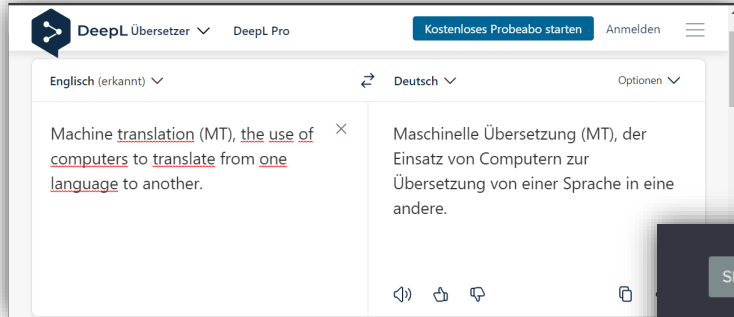 DeepL Übersetzer DeepL Pro Kostenloses Probeabo starten Anmelden
Englisch (erkannt) Deutsch Optionen
Machine translation (MT), the use of
computers to translate from one
language to another.
Maschinelle Übersetzung (MT), der
Einsatz von Computern zur
Übersetzung von einer Sprache in eine
andere.